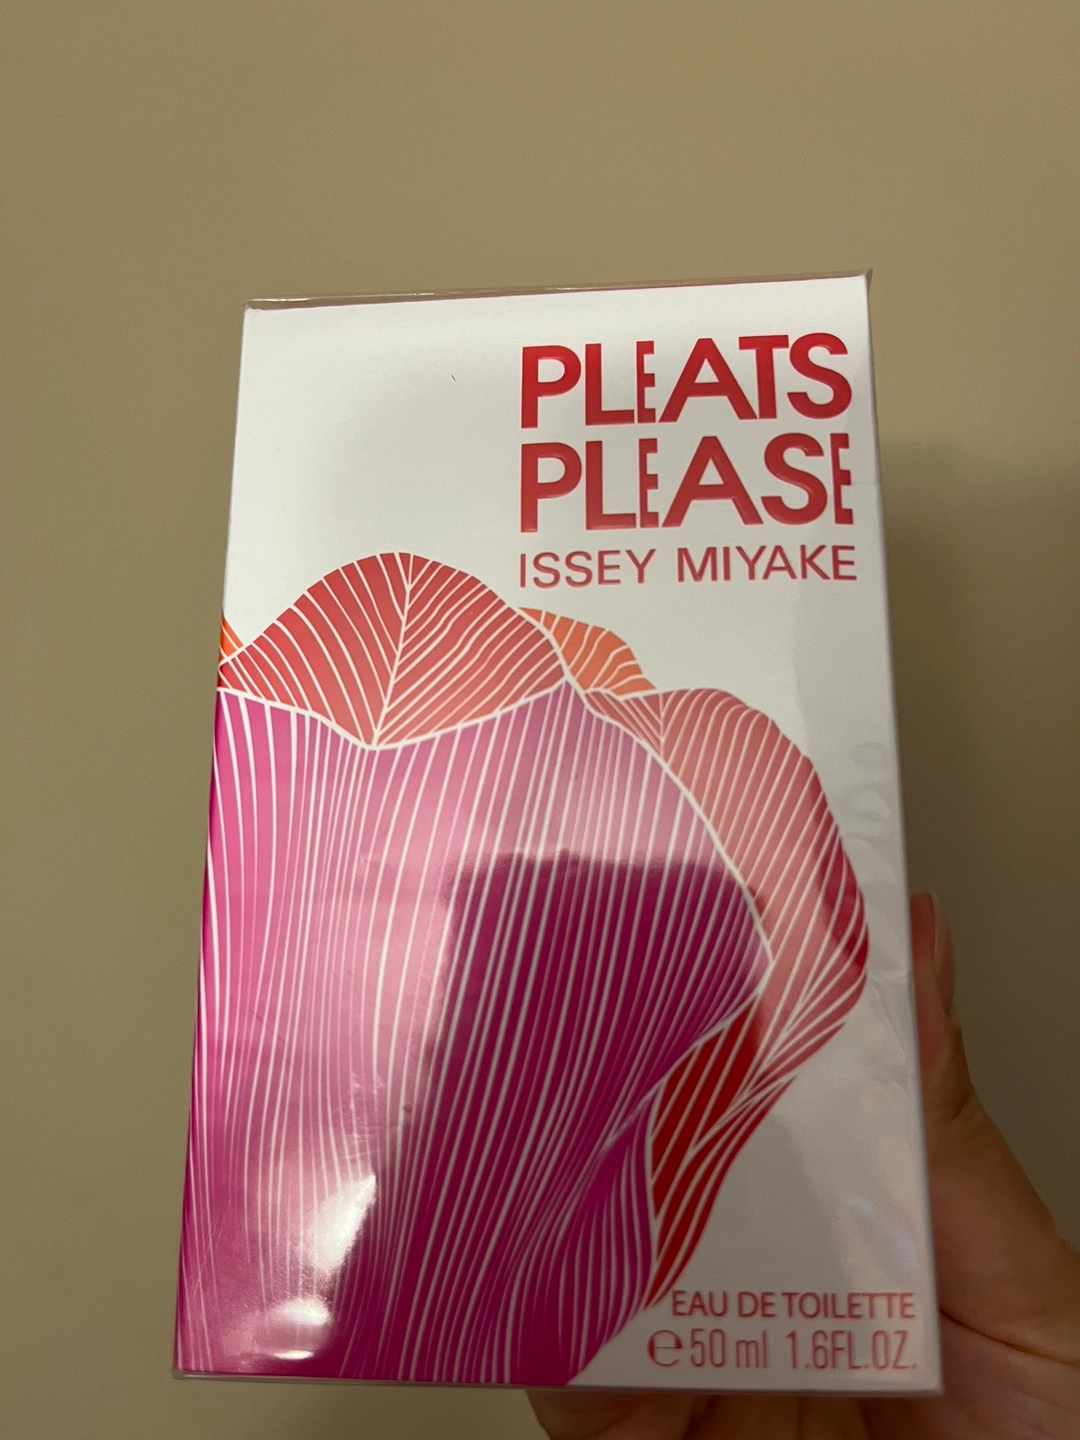 PLEATS
PLEASE
ISSEY MIYAKE
EAU DE TOILETTE
℮50 ml 1.6FL.OZ.